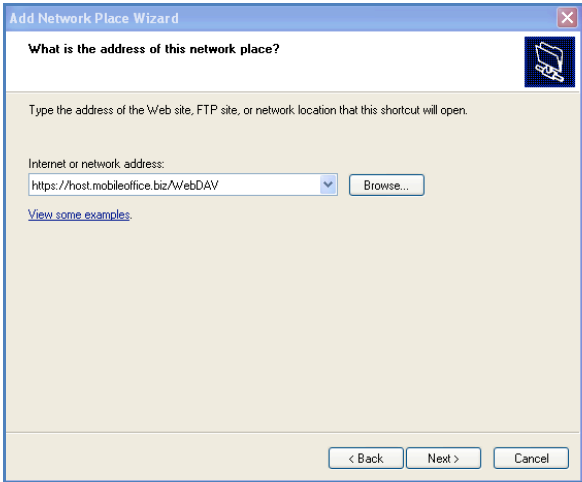 Add Network Place Wizard
What is the address of this network place?
Type the address of the Web site, FTP site, or network location that this shortcut will open.
Internet or network address:
https://host.mobileoffice.biz/WebDAV
Browse...
View some examples.
< Back
Next >
Cancel